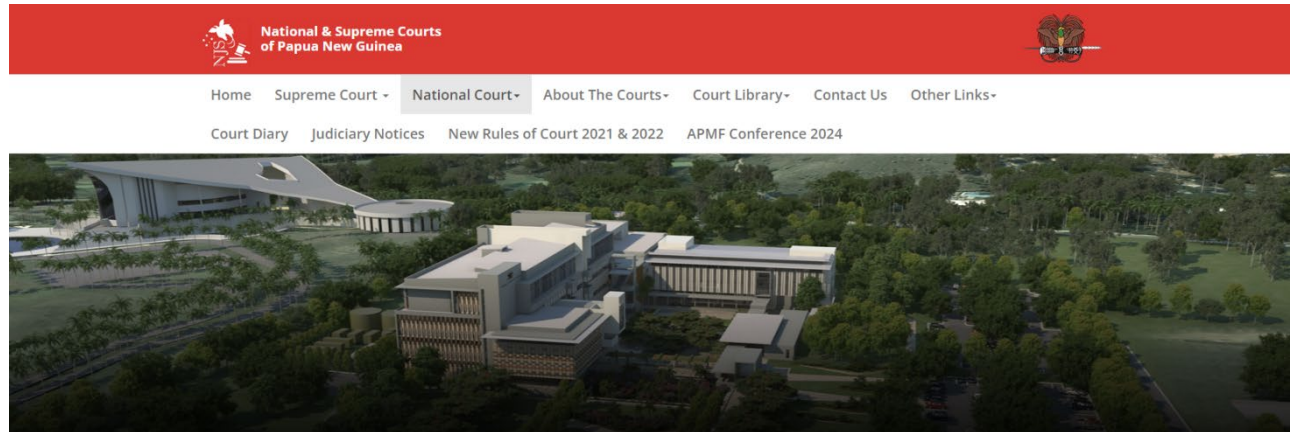 National & Supreme Courts
of Papua New Guinea
NJS
Home Supreme Court National Court About The Courts Court Library Contact Us Other Links
Court Diary Judiciary Notices New Rules of Court 2021 & 2022 APMF Conference 2024